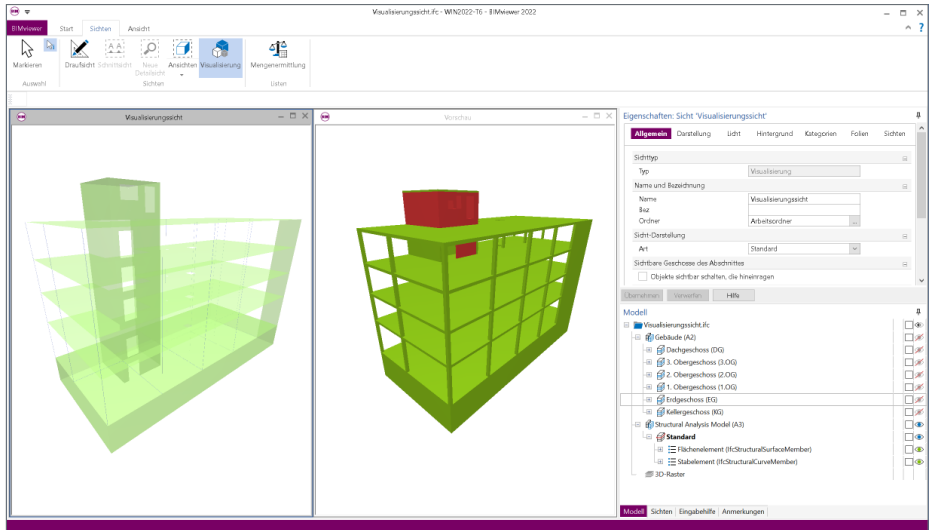 Visualisierungssicht.ifc - WIN2022-T6 - BIMviewer 2022
BIMviewer Start Sichten Ansicht
Markieren Draufsicht Schnittsicht Neue Detailsicht Ansichten Visualisierung Mengenermittlung
Auswahl Sichten Listen
Visualisierungssicht
Vorschau
Eigenschaften: Sicht 'Visualisierungssicht'
Allgemein Darstellung Licht Hintergrund Kategorien Folien Sichten
Sichttyp
Typ Visualisierung
Name und Bezeichnung
Name Visualisierungssicht
Bez
Ordner Arbeitsordner ...
Sicht-Darstellung
Art Standard
Sichtbare Geschosse des Abschnittes
Objekte sichtbar schalten, die hineinragen
Übernehmen Verwerfen Hilfe
Modell
Visualisierungssicht.ifc
Gebäude (A2)
Dachgeschoss (DG)
3. Obergeschoss (3.OG)
2. Obergeschoss (2.OG)
1. Obergeschoss (1.OG)
Erdgeschoss (EG)
Kellergeschoss (KG)
Structural Analysis Model (A3)
Standard
Flächenelement (IfcStructuralSurfaceMember)
Stabelement (IfcStructuralCurveMember)
3D-Raster
Modell Sichten Eingabehilfe Anmerkungen